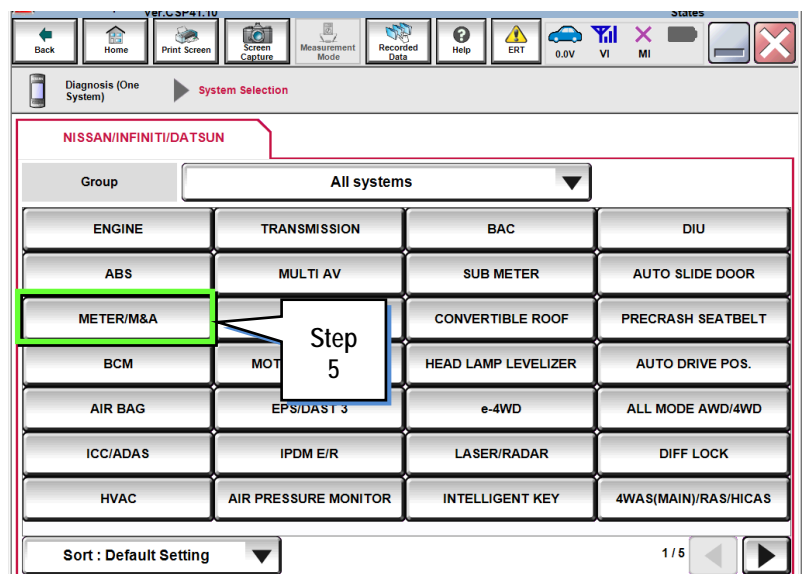 Ver.CSP41.10
States
Back
Home
Print Screen
Screen
Capture
Measurement
Mode
Recorded
Data
Help
ERT
0.0V
VI
MI
Diagnosis (One
System)
System Selection
NISSAN/INFINITI/DATSUN
Group
All systems
ENGINE
TRANSMISSION
BAC
DIU
ABS
MULTI AV
SUB METER
AUTO SLIDE DOOR
METER/M&A
Step
5
CONVERTIBLE ROOF
PRECRASH SEATBELT
BCM
HEAD LAMP LEVELIZER
AUTO DRIVE POS.
AIR BAG
EPS/DAST 3
e-4WD
ALL MODE AWD/4WD
ICC/ADAS
IPDM E/R
LASER/RADAR
DIFF LOCK
HVAC
AIR PRESSURE MONITOR
INTELLIGENT KEY
4WAS(MAIN)/RAS/HICAS
Sort : Default Setting
1/5